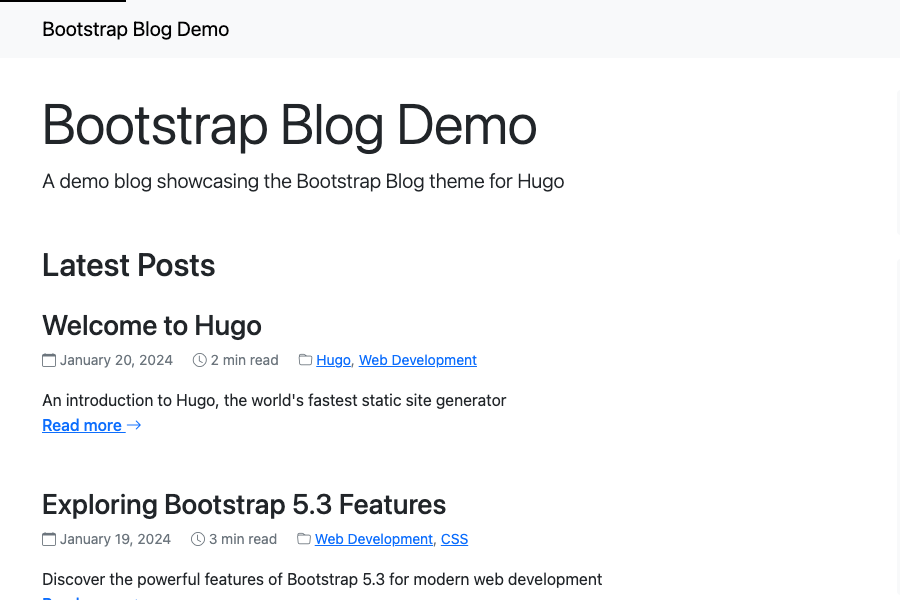 Bootstrap Blog Demo
Bootstrap Blog Demo
A demo blog showcasing the Bootstrap Blog theme for Hugo
Latest Posts
Welcome to Hugo
January 20, 2024 2 min read Hugo, Web Development
An introduction to Hugo, the world's fastest static site generator
Read more →
Exploring Bootstrap 5.3 Features
January 19, 2024 3 min read Web Development, CSS
Discover the powerful features of Bootstrap 5.3 for modern web development